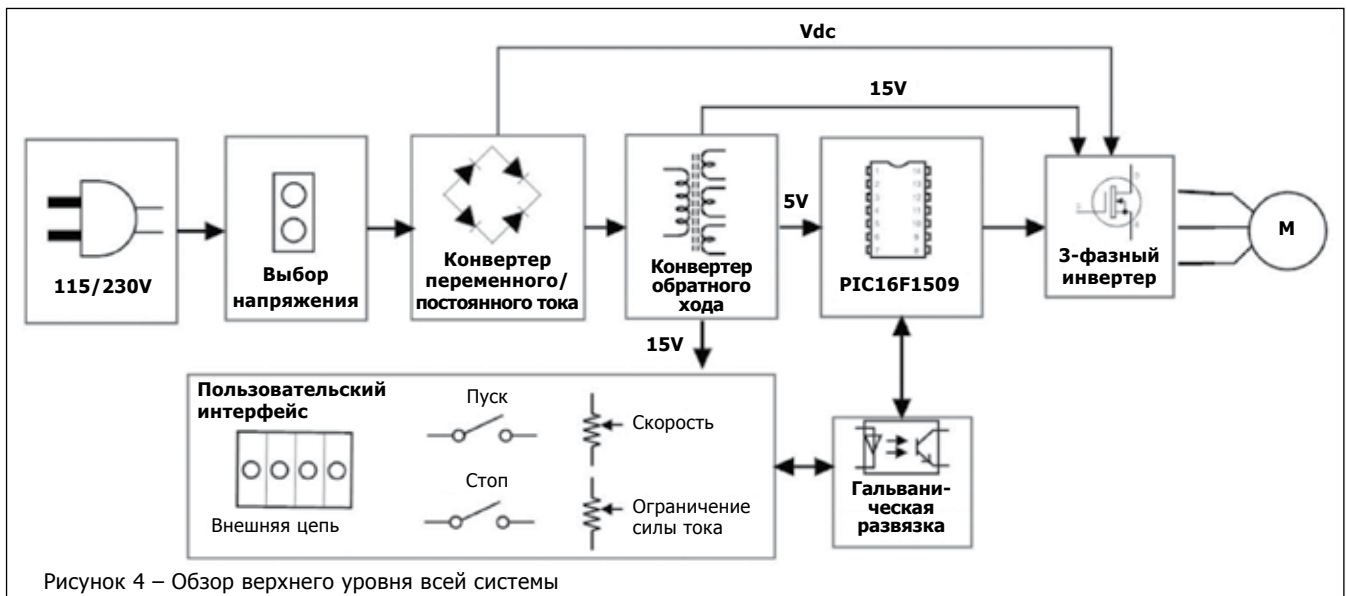 Vdc
15V
115/230V
Выбор
напряжения
Конвертер
переменного/
постоянного тока
Конвертер
обратного
хода
5V
PIC16F1509
3-фазный
инвертер
M
15V
Пользовательский
интерфейс
Внешняя цепь
Пуск
Стоп
Скорость
Ограничение
силы тока
Гальвани-
ческая
развязка
Рисунок 4 – Обзор верхнего уровня всей системы